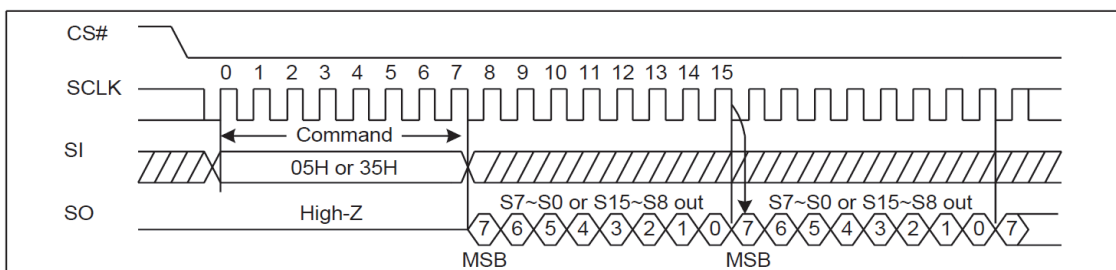 CS#
0 1 2 3 4 5 6 7 8 9 10 11 12 13 14 15
SCLK
Command
SI
05H or 35H
S7~S0 or S15~S8 out S7~S0 or S15~S8 out
SO High-Z
7 6 5 4 3 2 1 0 7 6 5 4 3 2 1 0 7
MSB MSB